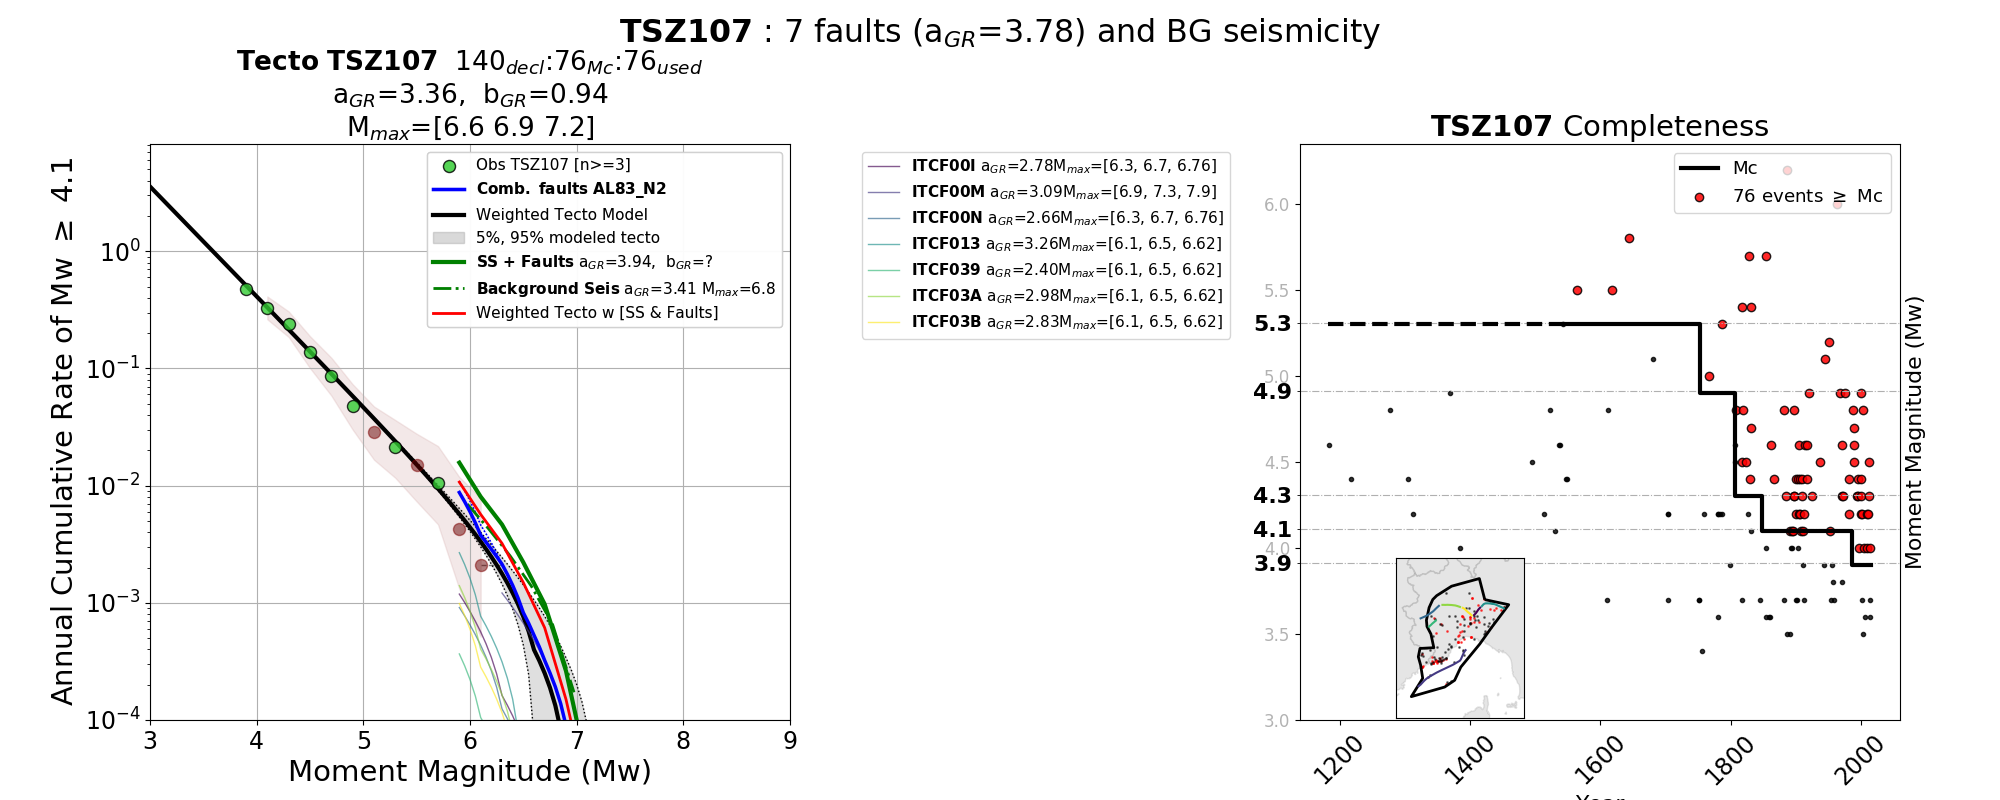 TSZ107 : 7 faults (aGR=3.78) and BG seismicity
Tecto TSZ107 140decl:76Mc:76used
aGR=3.36, bGR=0.94
Mmax=[6.6 6.9 7.2]
Annual Cumulative Rate of Mw ≥ 4.1
10^0
10^-1
10^-2
10^-3
10^-4
3 4 5 6 7 8 9
Moment Magnitude (Mw)
Obs TSZ107 [n>=3]
Comb. faults AL83_N2
Weighted Tecto Model
5%, 95% modeled tecto
SS + Faults aGR=3.94, bGR=?
Background Seis aGR=3.41 Mmax=6.8
Weighted Tecto w [SS & Faults]
ITCF00I aGR=2.78Mmax=[6.3, 6.7, 6.76]
ITCF00M aGR=3.09Mmax=[6.9, 7.3, 7.9]
ITCF00N aGR=2.66Mmax=[6.3, 6.7, 6.76]
ITCF013 aGR=3.26Mmax=[6.1, 6.5, 6.62]
ITCF039 aGR=2.40Mmax=[6.1, 6.5, 6.62]
ITCF03A aGR=2.98Mmax=[6.1, 6.5, 6.62]
ITCF03B aGR=2.83Mmax=[6.1, 6.5, 6.62]
TSZ107 Completeness
Mc
76 events ≥ Mc
6.0
5.5
5.3
5.0
4.9
4.5
4.3
4.1
4.0
3.9
3.5
3.0
1200 1400 1600 1800 2000
Moment Magnitude (Mw)
Year